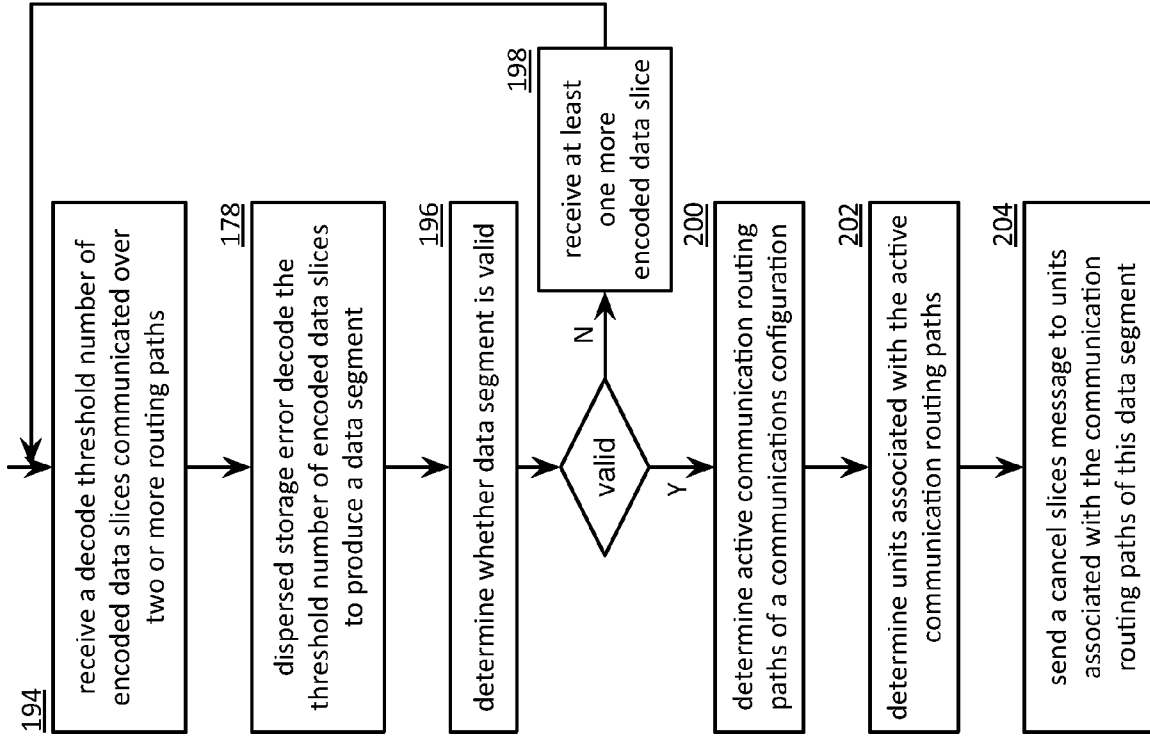 194
receive a decode threshold number of
encoded data slices communicated over
two or more routing paths
178
dispersed storage error decode the
threshold number of encoded data slices
to produce a data segment
196
determine whether data segment is valid
valid
N
198
receive at least
one more
encoded data slice
Y
200
determine active communication routing
paths of a communications configuration
202
determine units associated with the active
communication routing paths
204
send a cancel slices message to units
associated with the communication
routing paths of this data segment